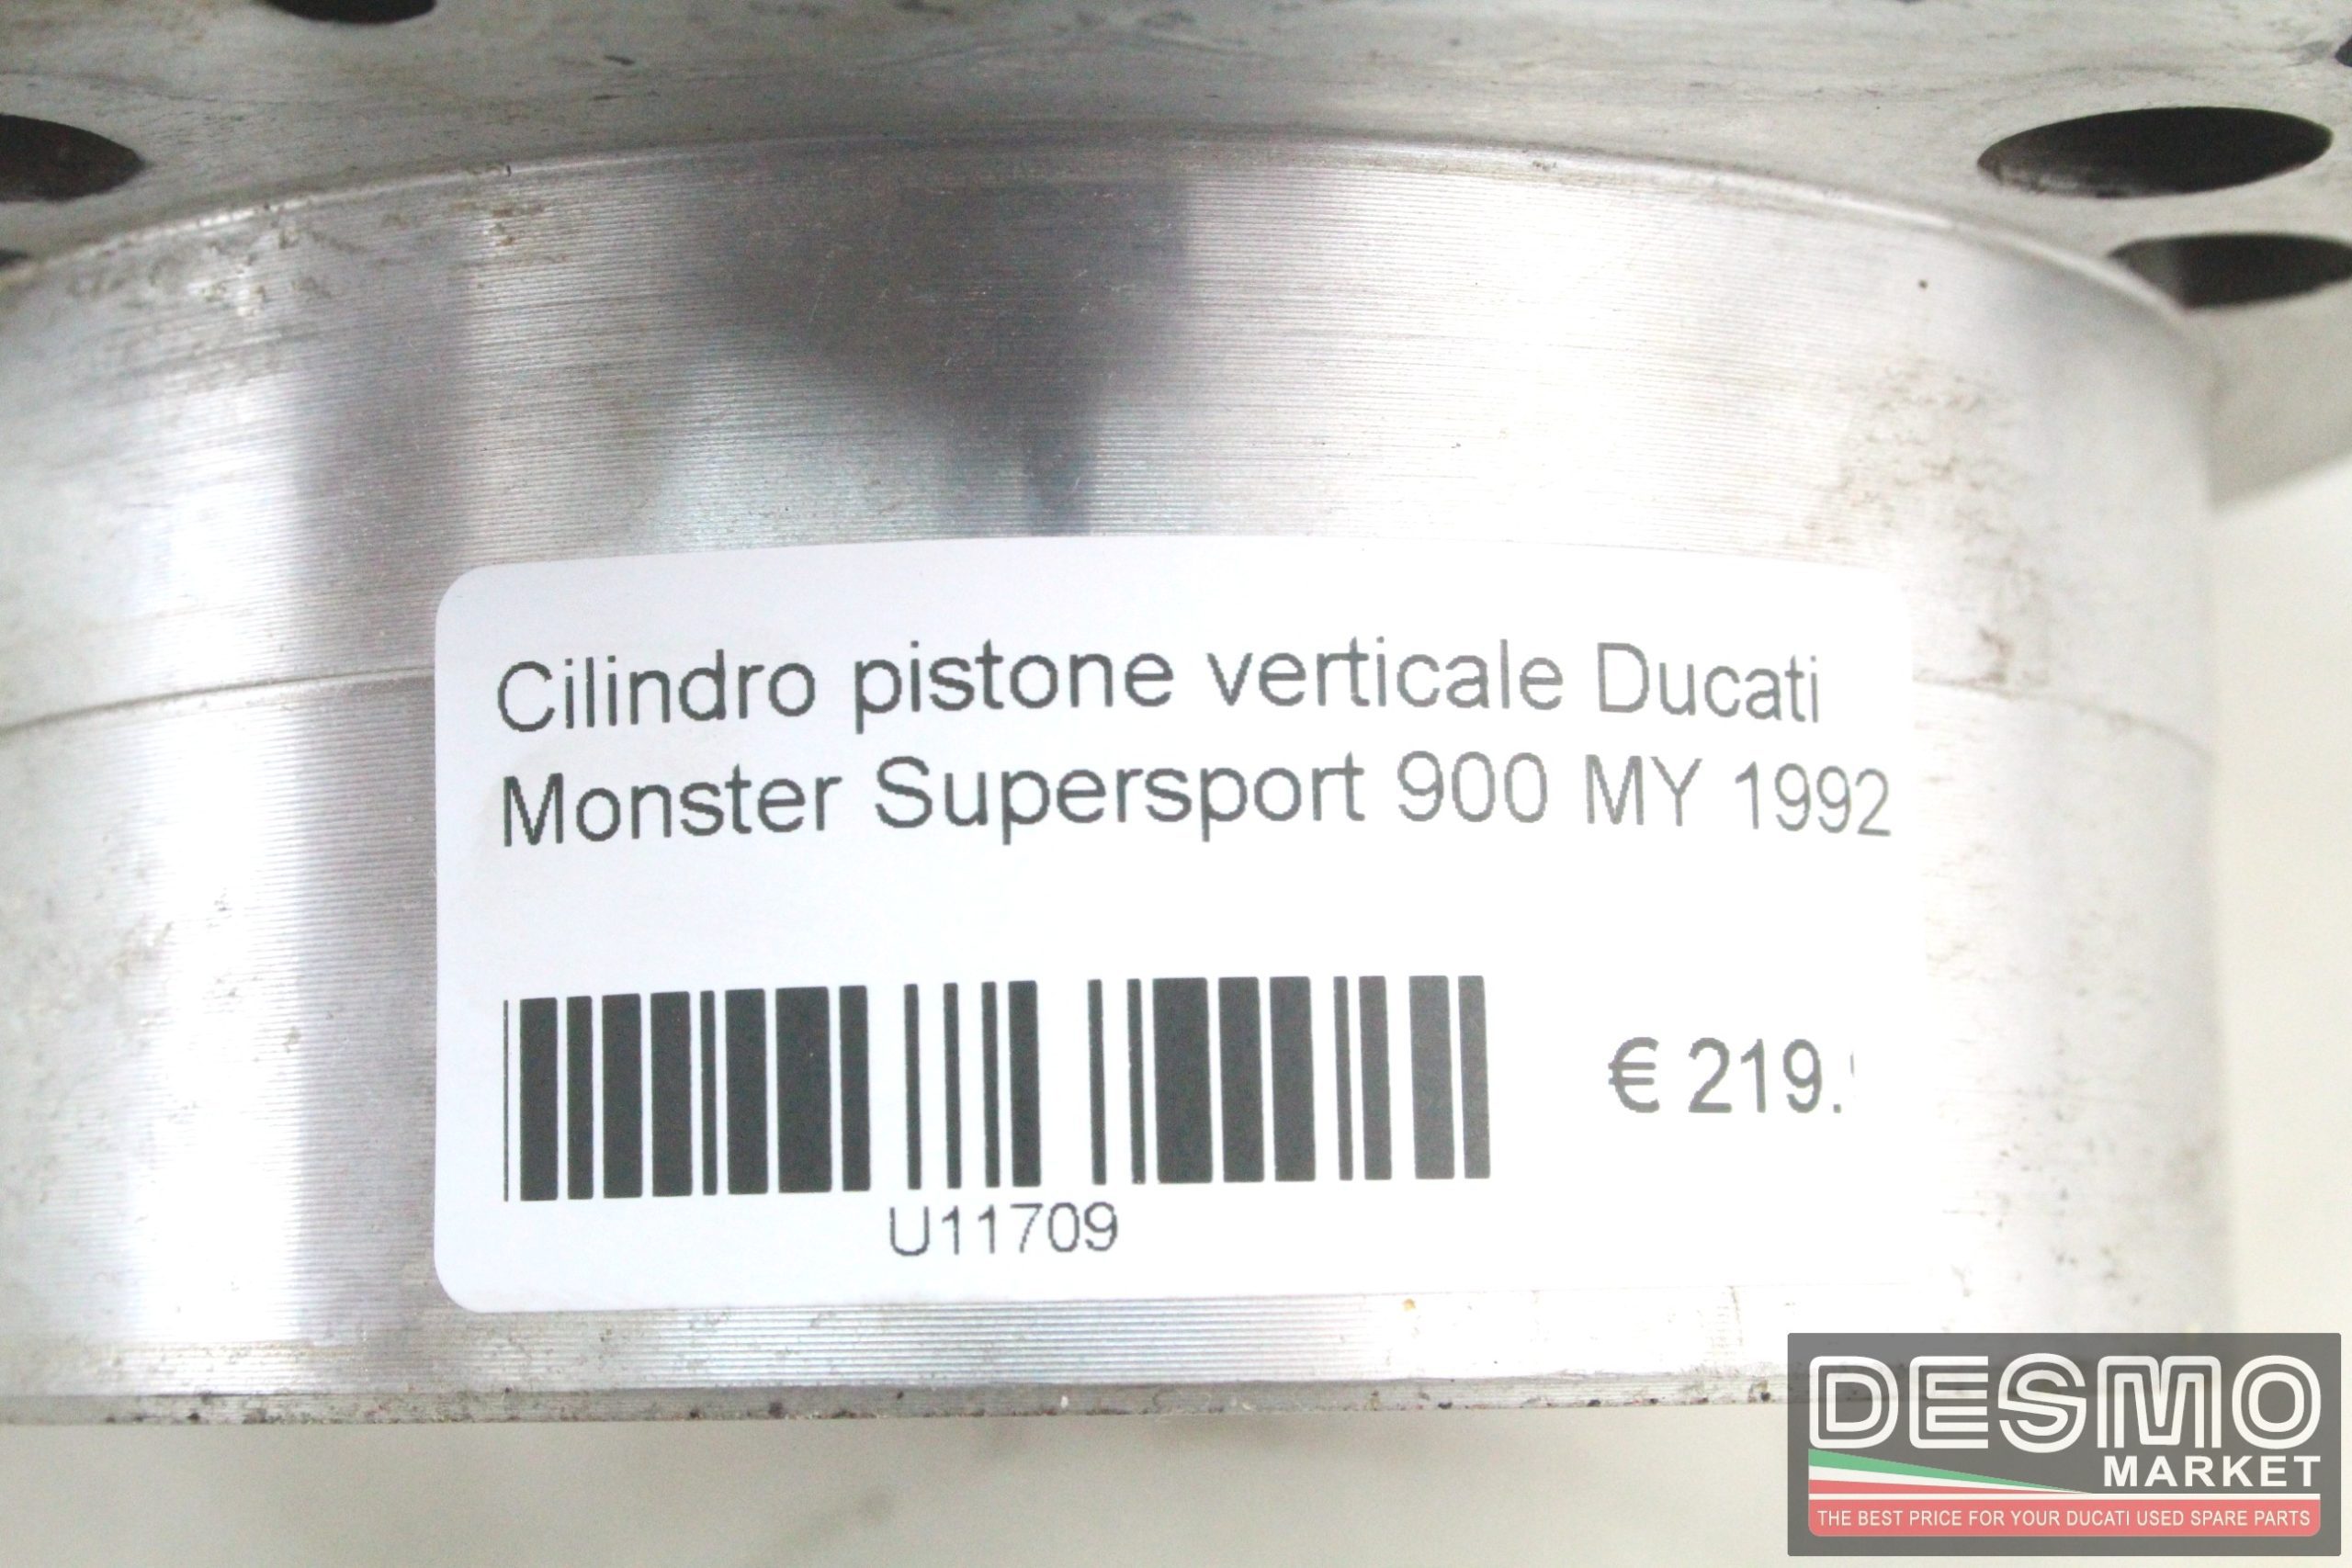 Cilindro pistone verticale Ducati
Monster Supersport 900 MY 1992
€ 219.
U11709
DESMO
MARKET
THE BEST PRICE FOR YOUR DUCATI USED SPARE PARTS